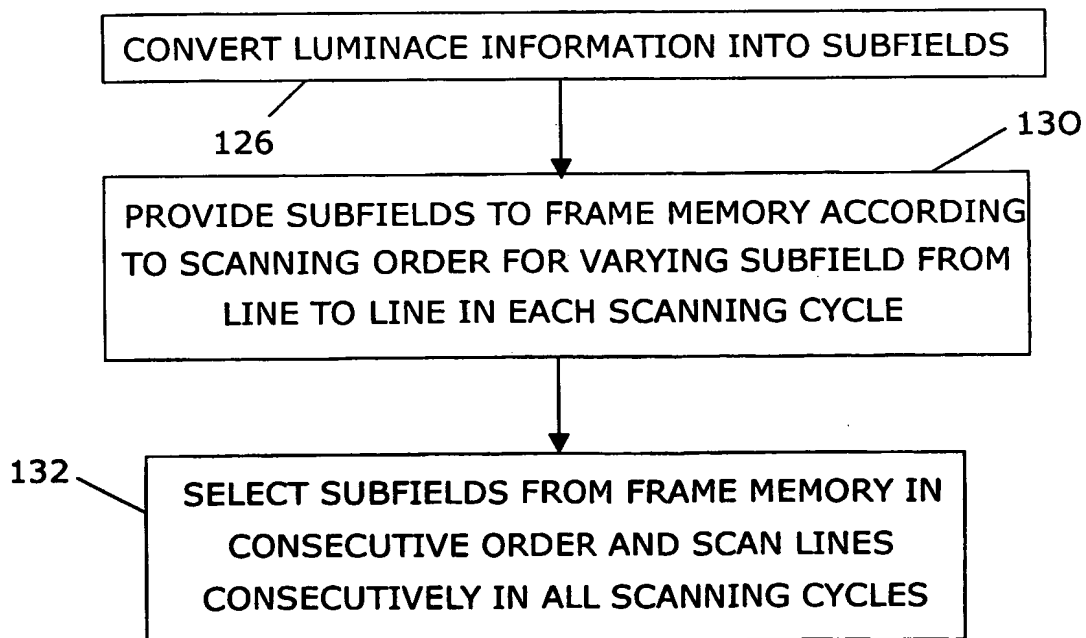 CONVERT LUMINACE INFORMATION INTO SUBFIELDS
126
130
PROVIDE SUBFIELDS TO FRAME MEMORY ACCORDING
TO SCANNING ORDER FOR VARYING SUBFIELD FROM
LINE TO LINE IN EACH SCANNING CYCLE
132
SELECT SUBFIELDS FROM FRAME MEMORY IN
CONSECUTIVE ORDER AND SCAN LINES
CONSECUTIVELY IN ALL SCANNING CYCLES